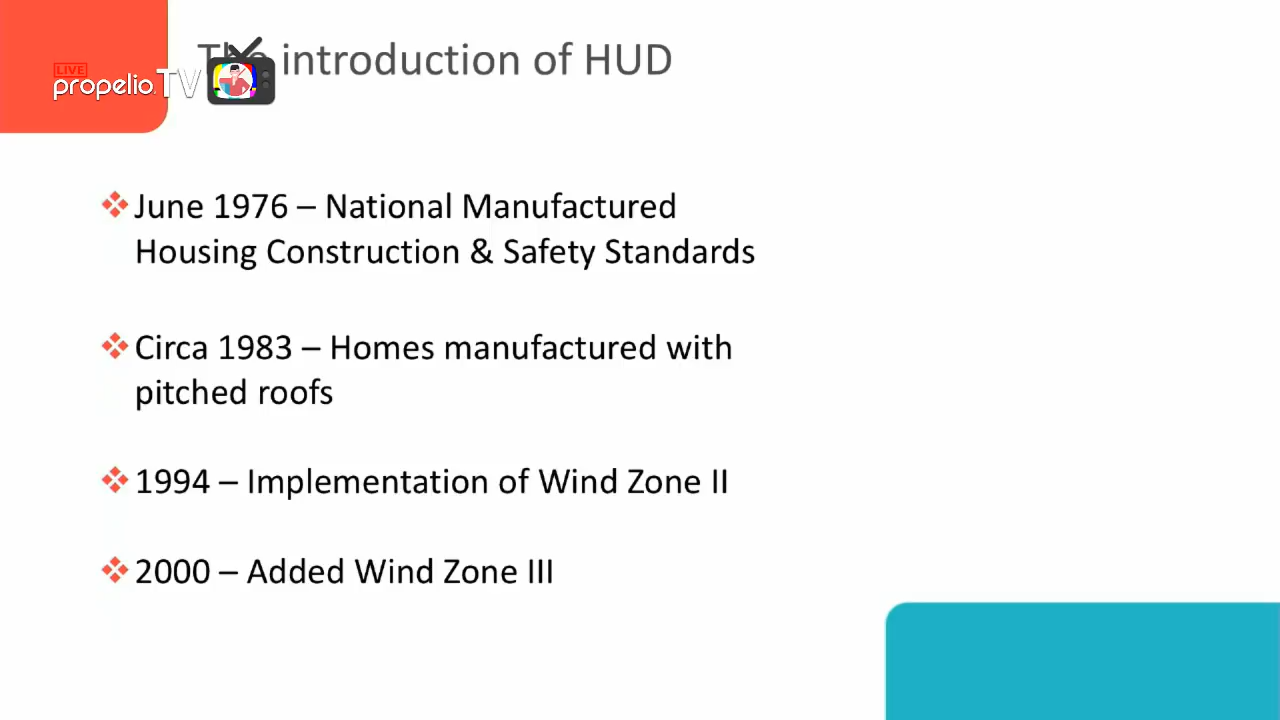 The introduction of HUD
LIVE
propelio.TV
June 1976 – National Manufactured
Housing Construction & Safety Standards
Circa 1983 – Homes manufactured with
pitched roofs
1994 – Implementation of Wind Zone II
2000 – Added Wind Zone III